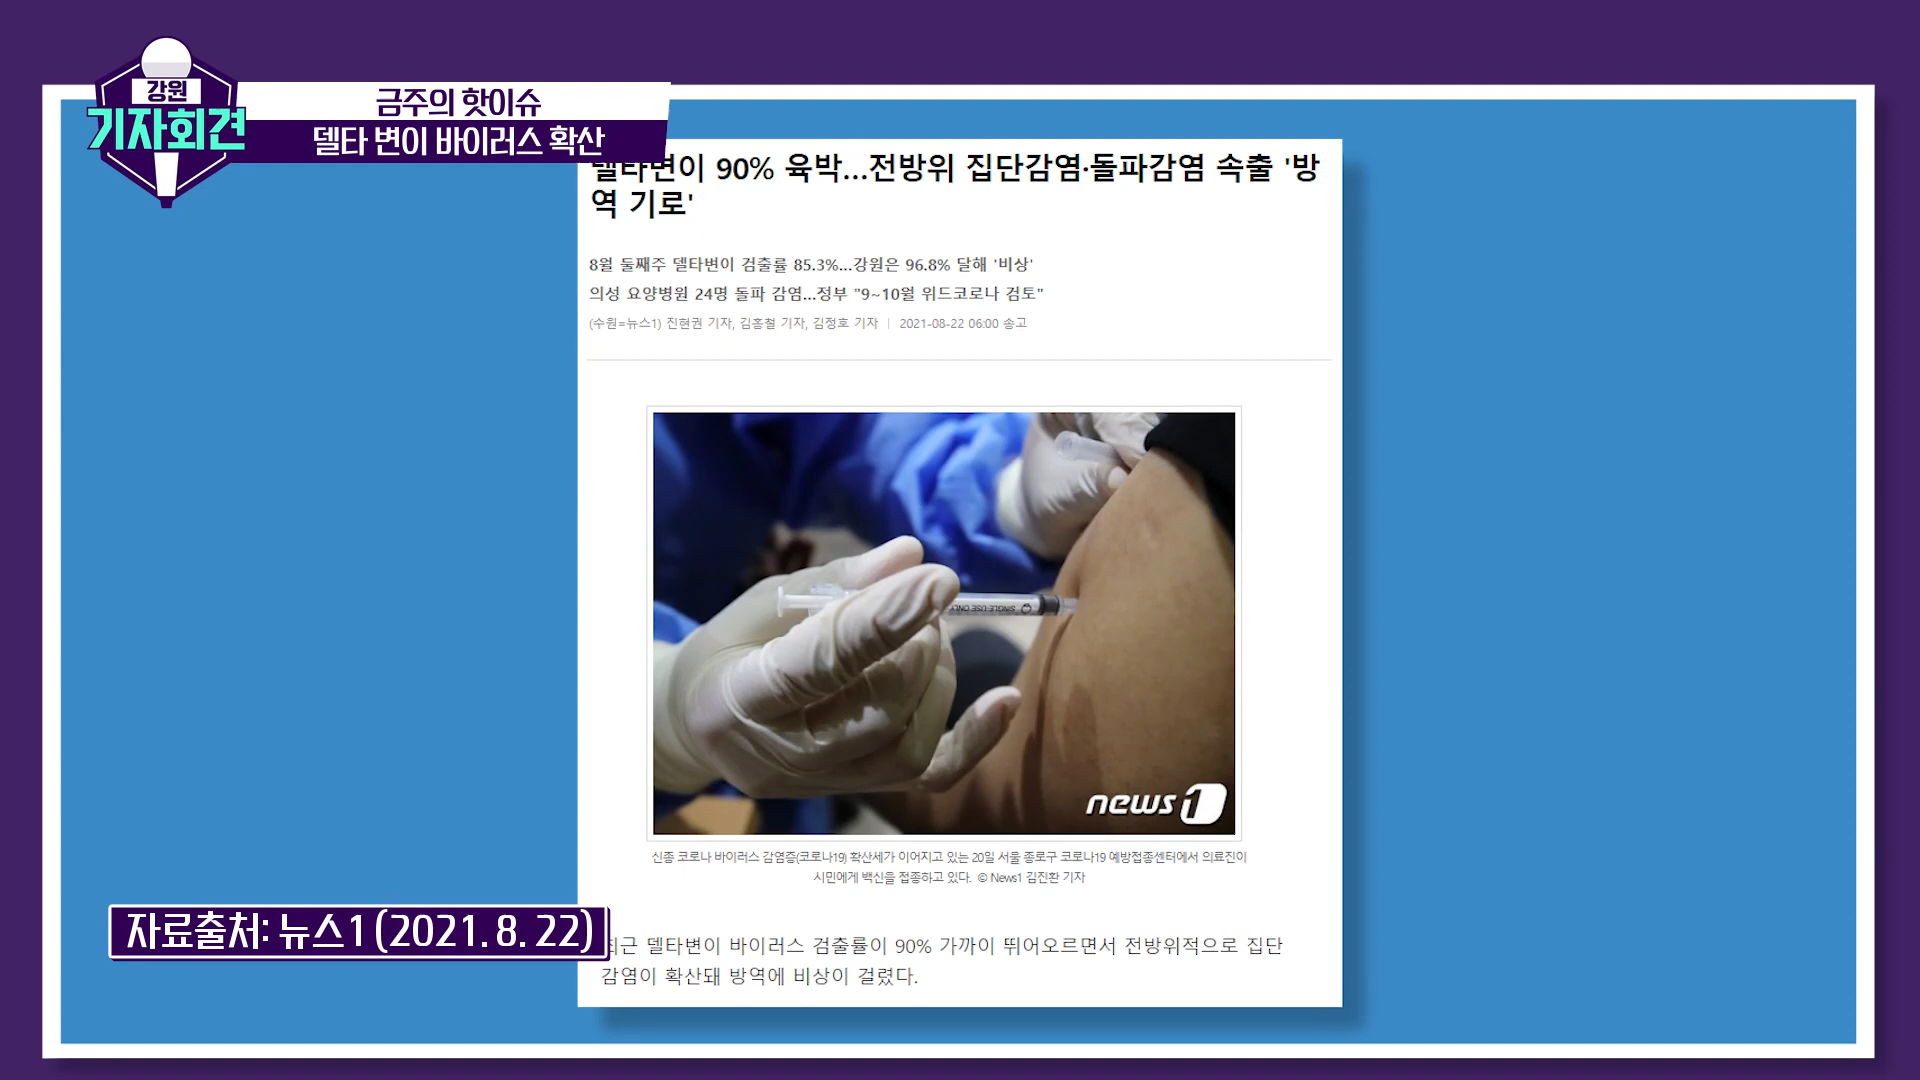 강원
기자회견
금주의 핫이슈
델타 변이 바이러스 확산
델타변이 90% 육박...전방위 집단감염·돌파감염 속출 '방
역 기로'
8월 둘째주 델타변이 검출률 85.3%...강원은 96.8% 달해 '비상'
의성 요양병원 24명 돌파 감염...정부 "9~10월 위드코로나 검토"
(수원=뉴스1) 진현권 기자, 김홍철 기자, 김정호 기자 | 2021-08-22 06:00 송고
SINGLE-USE ONLY
news1
신종 코로나 바이러스 감염증(코로나19) 확산세가 이어지고 있는 20일 서울 종로구 코로나19 예방접종센터에서 의료진이
시민에게 백신을 접종하고 있다. © News1 김진환 기자
자료출처: 뉴스1 (2021. 8. 22)
최근 델타변이 바이러스 검출률이 90% 가까이 뛰어오르면서 전방위적으로 집단
감염이 확산돼 방역에 비상이 걸렸다.